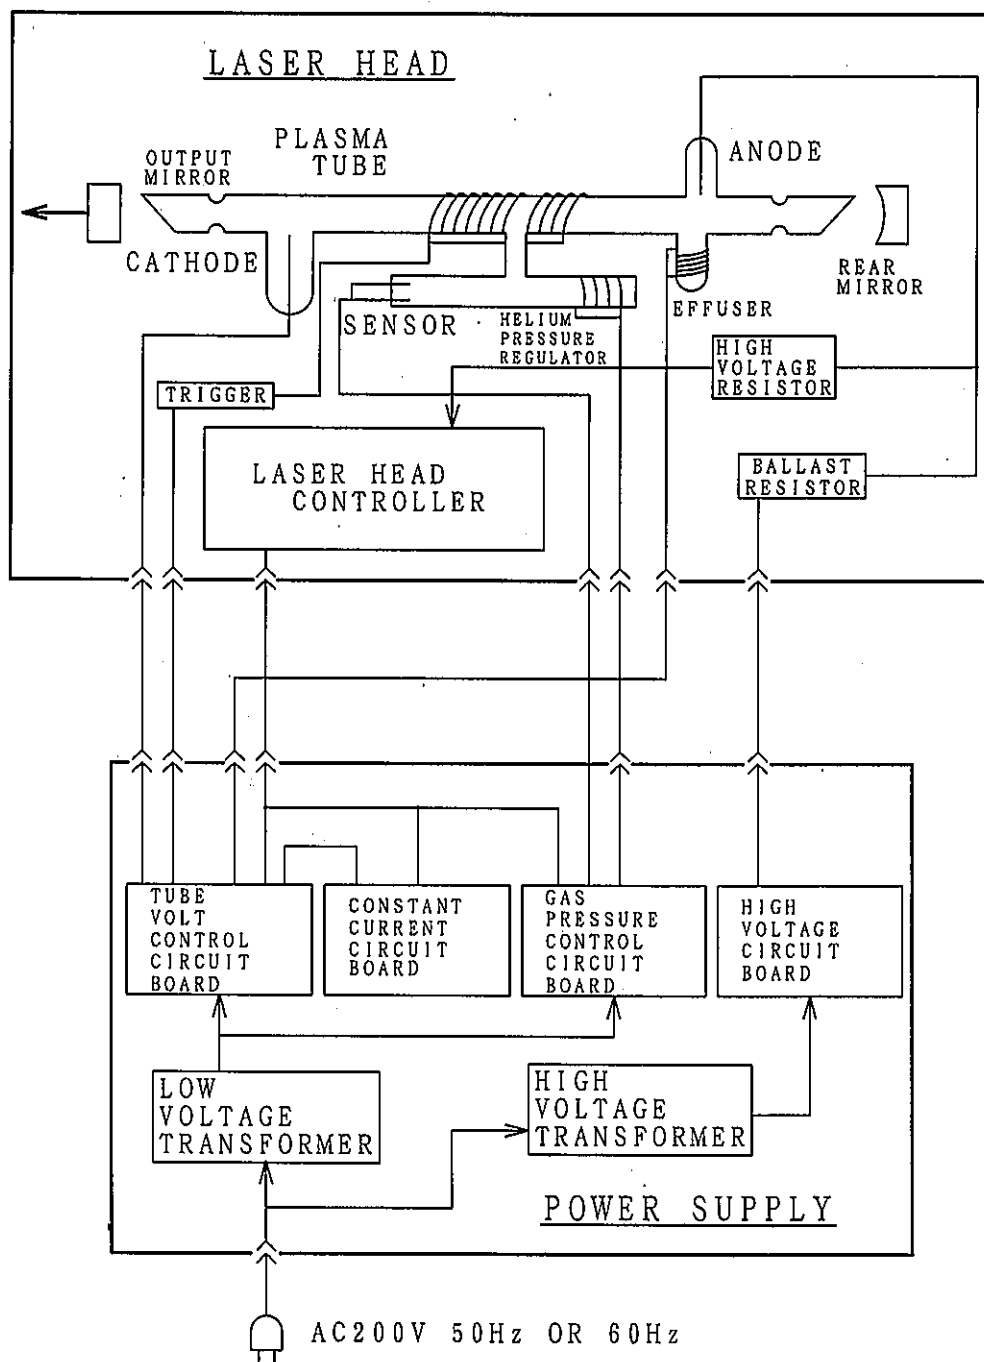 LASER HEAD
PLASMA
TUBE
OUTPUT
MIRROR
ANODE
CATHODE
REAR
MIRROR
SENSOR
HELIUM
PRESSURE
REGULATOR
EFFUSER
HIGH
VOLTAGE
RESISTOR
TRIGGER
LASER HEAD
CONTROLLER
BALLAST
RESISTOR
TUBE
VOLT
CONTROL
CIRCUIT
BOARD
CONSTANT
CURRENT
CIRCUIT
BOARD
GAS
PRESSURE
CONTROL
CIRCUIT
BOARD
HIGH
VOLTAGE
CIRCUIT
BOARD
LOW
VOLTAGE
TRANSFORMER
HIGH
VOLTAGE
TRANSFORMER
POWER SUPPLY
AC200V 50Hz OR 60Hz